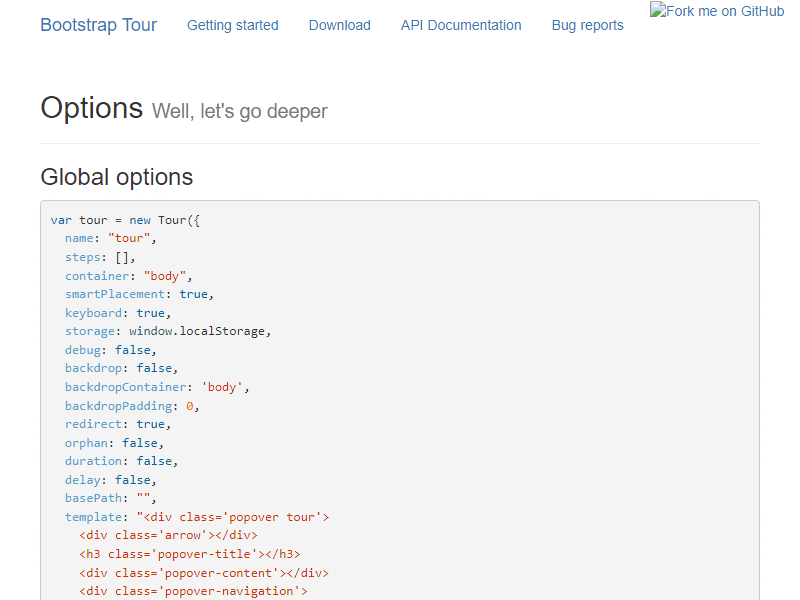 Bootstrap Tour Getting started Download API Documentation Bug reports Fork me on GitHub
Options Well, let's go deeper
Global options
var tour = new Tour({
  name: "tour",
  steps: [],
  container: "body",
  smartPlacement: true,
  keyboard: true,
  storage: window.localStorage,
  debug: false,
  backdrop: false,
  backdropContainer: 'body',
  backdropPadding: 0,
  redirect: true,
  orphan: false,
  duration: false,
  delay: false,
  basePath: "",
  template: "<div class='popover tour'>
    <div class='arrow'></div>
    <h3 class='popover-title'></h3>
    <div class='popover-content'></div>
    <div class='popover-navigation'>